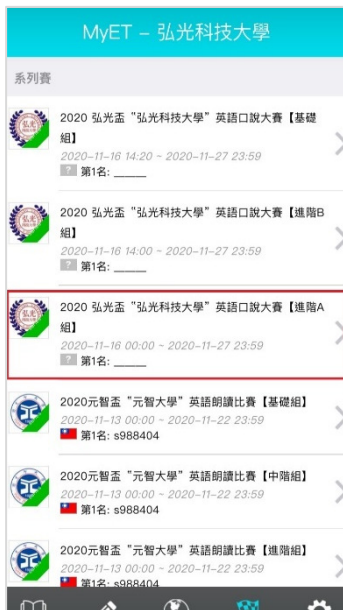 MyET – 弘光科技大學
系列賽
2020 弘光盃“弘光科技大學”英語口說大賽【基礎
組】
2020-11-16 14:20 ~ 2020-11-27 23:59
? 第1名: ______
2020 弘光盃“弘光科技大學”英語口說大賽【進階B
組】
2020-11-16 14:00 ~ 2020-11-27 23:59
? 第1名: ______
2020 弘光盃“弘光科技大學”英語口說大賽【進階A
組】
2020-11-16 00:00 ~ 2020-11-27 23:59
? 第1名: ______
2020元智盃“元智大學”英語朗讀比賽【基礎組】
2020-11-13 00:00 ~ 2020-11-22 23:59
第1名: s988404
2020元智盃“元智大學”英語朗讀比賽【中階組】
2020-11-13 00:00 ~ 2020-11-22 23:59
第1名: s988404
2020元智盃“元智大學”英語朗讀比賽【進階組】
2020-11-13 00:00 ~ 2020-11-22 23:59
第1名: s988404